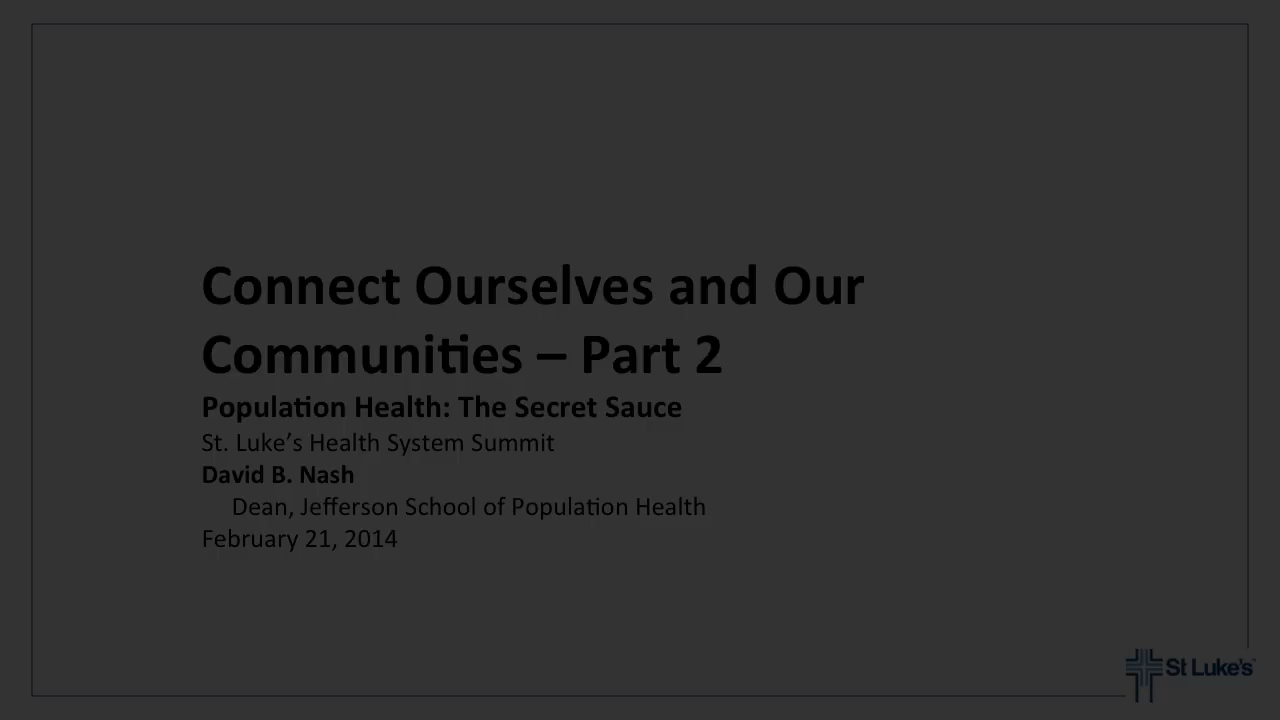 Connect Ourselves and Our
Communities – Part 2
Population Health: The Secret Sauce
St. Luke’s Health System Summit
David B. Nash
Dean, Jefferson School of Population Health
February 21, 2014
St Luke's